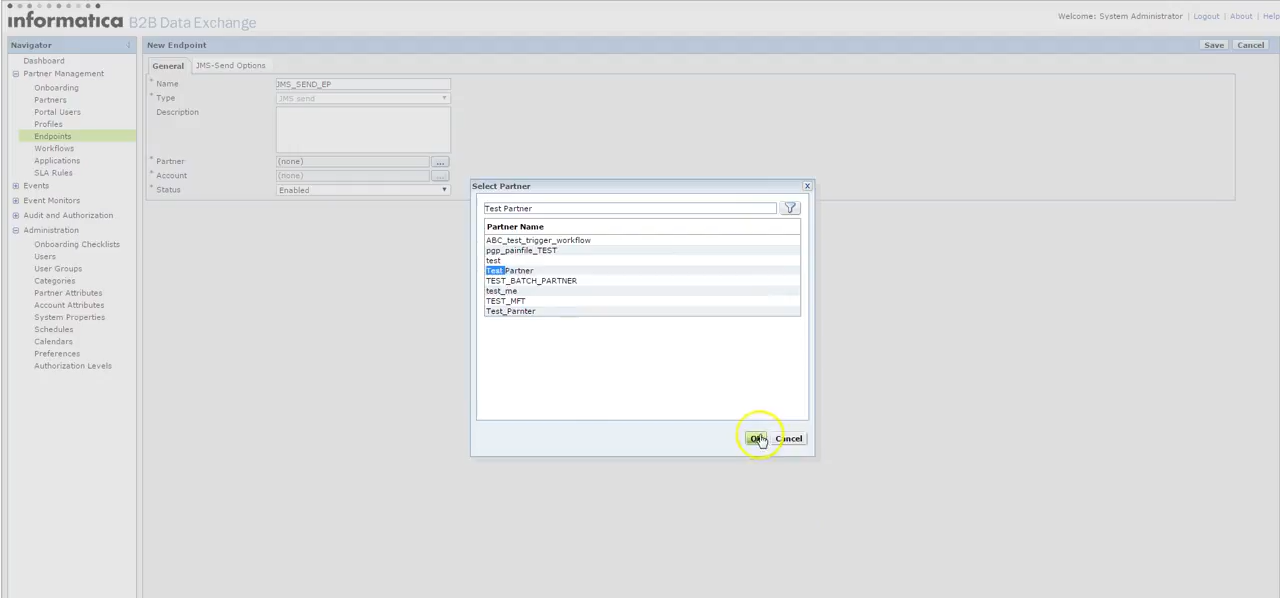 informatica B2B Data Exchange
Welcome: System Administrator | Logout | About | Help
Navigator
New Endpoint
Save
Cancel
Dashboard
Partner Management
Onboarding
Partners
Portal Users
Profiles
Endpoints
Workflows
Applications
SLA Rules
Events
Event Monitors
Audit and Authorization
Administration
Onboarding Checklists
Users
User Groups
Categories
Partner Attributes
Account Attributes
System Properties
Schedules
Calendars
Preferences
Authorization Levels
General
JMS-Send Options
* Name JMS_SEND_EP
* Type JMS send
Description
* Partner (none) ...
* Account (none) ...
* Status Enabled
Select Partner
x
Test Partner
Partner Name
ABC_test_trigger_workflow
pgp_painfile_TEST
test
Test Partner
TEST_BATCH_PARTNER
test_me
TEST_MFT
Test_Parnter
OK
Cancel